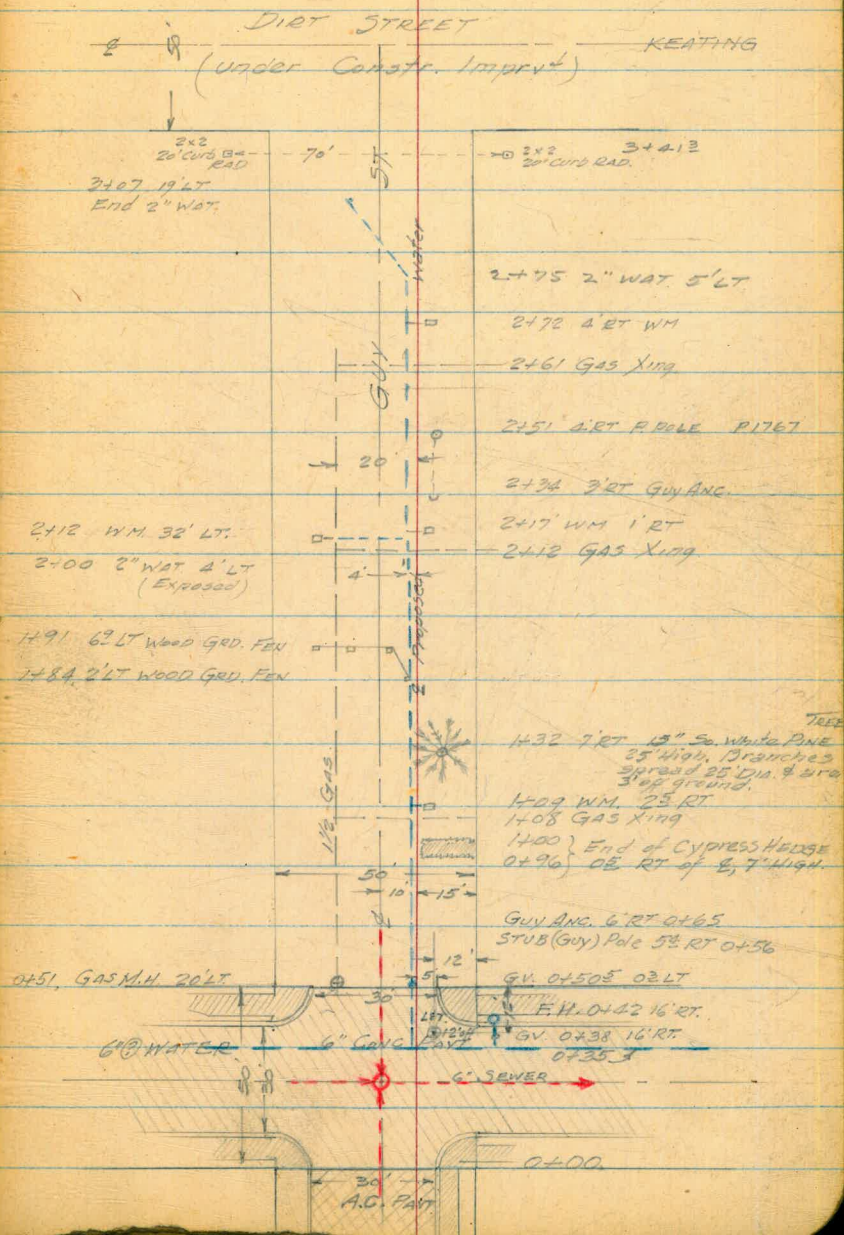 DIRT STREET
KEATING
(Under Constr. Imprv't)
2x2
20' Curb
RAD
70'
2x2
20' Curb RAD.
3+41
3+07 19' LT
End 2" WAT.
GUY ST.
Water
2+75 2" WAT. 5' LT
2+72 4' RT WM
2+61 GAS Xing.
2+51 4' RT P. POLE P1767
20
2+34 3' RT Guy ANC.
2+17 WM 1' RT
2+12 GAS Xing
2+12 WM. 32' LT.
2+00 2" WAT 4' LT
(Exposed)
4'
Proposed
1+91 6' LT WOOD GRD. FEN
1+84 2' LT WOOD GRD. FEN
TREE
1+32 7' RT 15" So. White PINE
25' High. Branches
spread 25' DIA. & are
3' off ground.
1+09 WM. 2⁵ RT
1+08 GAS Xing
1+00 } End of Cypress HEDGE
0+96 } 0⁵ RT of ℄, 7' HIGH.
1½" GAS
50'
10' 15'
Guy ANC. 6' RT 0+65
STUB (Guy) Pole 5' RT 0+56
12'
5'
0+51, GAS M.H. 20' LT.
GV. 0+50⁵ 0² LT
30'
F.H. 0+42 16' RT.
GV. 0+38 16' RT.
0+35
6" WATER
6" Conc. PAVT
6" SEWER
0+00
30'
A.C. PAVT